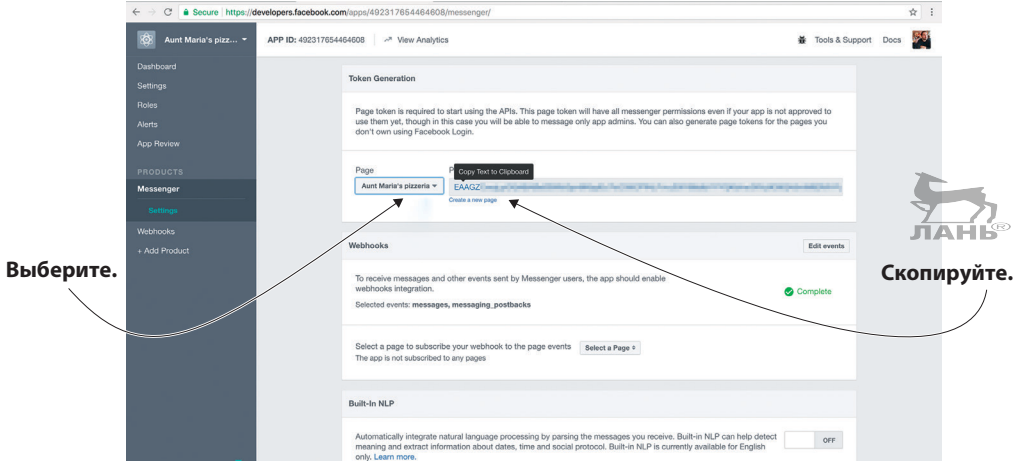 Secure https://developers.facebook.com/apps/492317654464608/messenger/
Aunt Maria's pizz...
APP ID: 492317654464608
View Analytics
Tools & Support
Docs
Dashboard
Settings
Roles
Alerts
App Review
PRODUCTS
Messenger
Settings
Webhooks
+ Add Product
Token Generation
Page token is required to start using the APIs. This page token will have all messenger permissions even if your app is not approved to
use them yet, though in this case you will be able to message only app admins. You can also generate page tokens for the pages you
don't own using Facebook Login.
Page
P
Copy Text to Clipboard
Aunt Maria's pizzeria
EAAGZ
Create a new page
Webhooks
Edit events
To receive messages and other events sent by Messenger users, the app should enable
webhooks integration.
Complete
Selected events: messages, messaging_postbacks
Select a page to subscribe your webhook to the page events
Select a Page
The app is not subscribed to any pages
Built-In NLP
Automatically integrate natural language processing by parsing the messages you receive. Built-in NLP can help detect
meaning and extract information about dates, time and social protocol. Built-in NLP is currently available for English
only. Learn more.
OFF
Выберите.
Скопируйте.
ЛАНЬ®